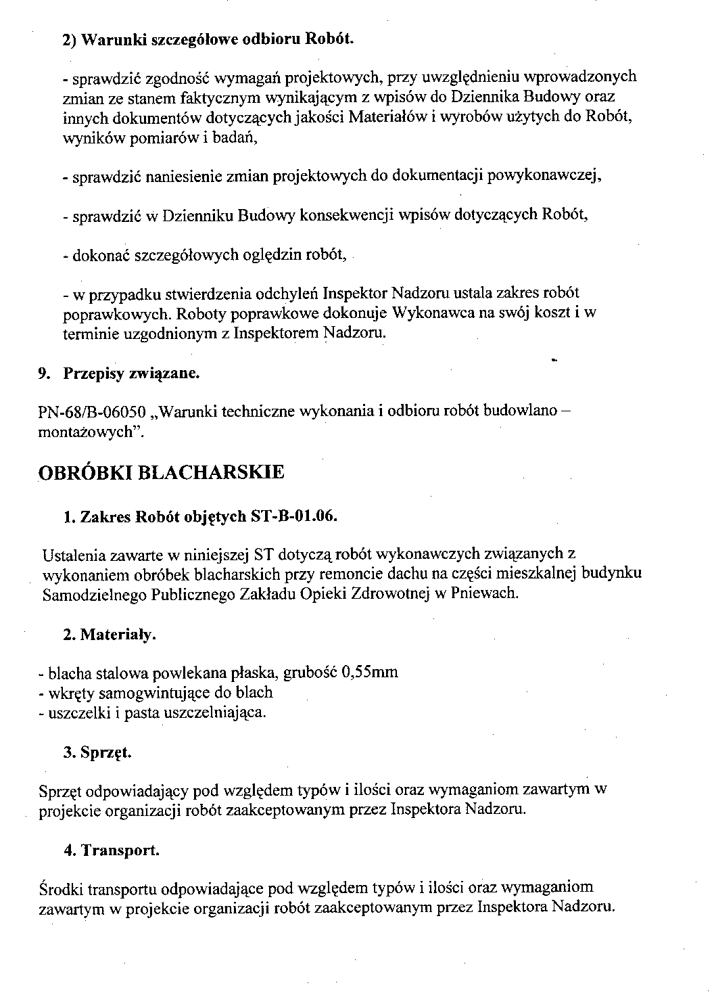 2) Warunki szczegółowe odbioru Robót.
- sprawdzić zgodność wymagań projektowych, przy uwzględnieniu wprowadzonych
zmian ze stanem faktycznym wynikającym z wpisów do Dziennika Budowy oraz
innych dokumentów dotyczących jakości Materiałów i wyrobów użytych do Robót,
wyników pomiarów i badań,
- sprawdzić naniesienie zmian projektowych do dokumentacji powykonawczej,
- sprawdzić w Dzienniku Budowy konsekwencji wpisów dotyczących Robót,
- dokonać szczegółowych oględzin robót,
- w przypadku stwierdzenia odchyleń Inspektor Nadzoru ustala zakres robót
poprawkowych. Roboty poprawkowe dokonuje Wykonawca na swój koszt i w
terminie uzgodnionym z Inspektorem Nadzoru.
9. Przepisy związane.
PN-68/B-06050 „Warunki techniczne wykonania i odbioru robót budowlano –
montażowych”.
OBRÓBKI BLACHARSKIE
1. Zakres Robót objętych ST-B-01.06.
Ustalenia zawarte w niniejszej ST dotyczą robót wykonawczych związanych z
wykonaniem obróbek blacharskich przy remoncie dachu na części mieszkalnej budynku
Samodzielnego Publicznego Zakładu Opieki Zdrowotnej w Pniewach.
2. Materiały.
- blacha stalowa powlekana płaska, grubość 0,55mm
- wkręty samogwintujące do blach
- uszczelki i pasta uszczelniająca.
3. Sprzęt.
Sprzęt odpowiadający pod względem typów i ilości oraz wymaganiom zawartym w
projekcie organizacji robót zaakceptowanym przez Inspektora Nadzoru.
4. Transport.
Środki transportu odpowiadające pod względem typów i ilości oraz wymaganiom
zawartym w projekcie organizacji robót zaakceptowanym przez Inspektora Nadzoru.